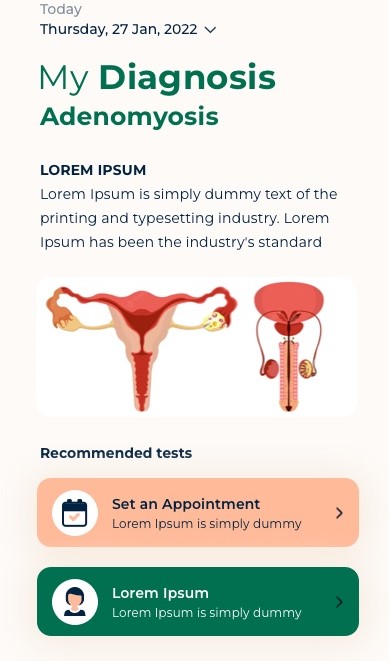 Today
Thursday, 27 Jan, 2022
My Diagnosis
Adenomyosis
LOREM IPSUM
Lorem Ipsum is simply dummy text of the
printing and typesetting industry. Lorem
Ipsum has been the industry's standard
Recommended tests
Set an Appointment
Lorem Ipsum is simply dummy
Lorem Ipsum
Lorem Ipsum is simply dummy